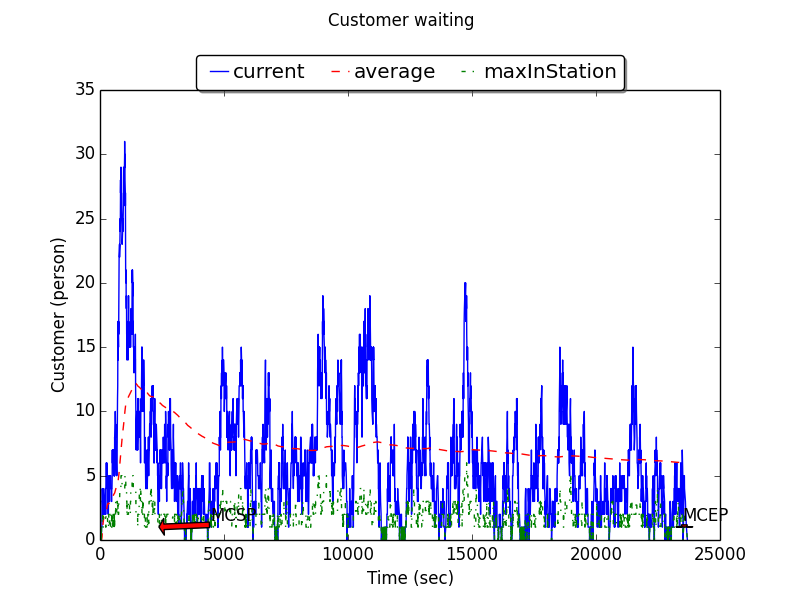 Customer waiting
current average maxInStation
35
30
25
20
15
10
5
0
Customer (person)
MCSP
MCEP
0 5000 10000 15000 20000 25000
Time (sec)